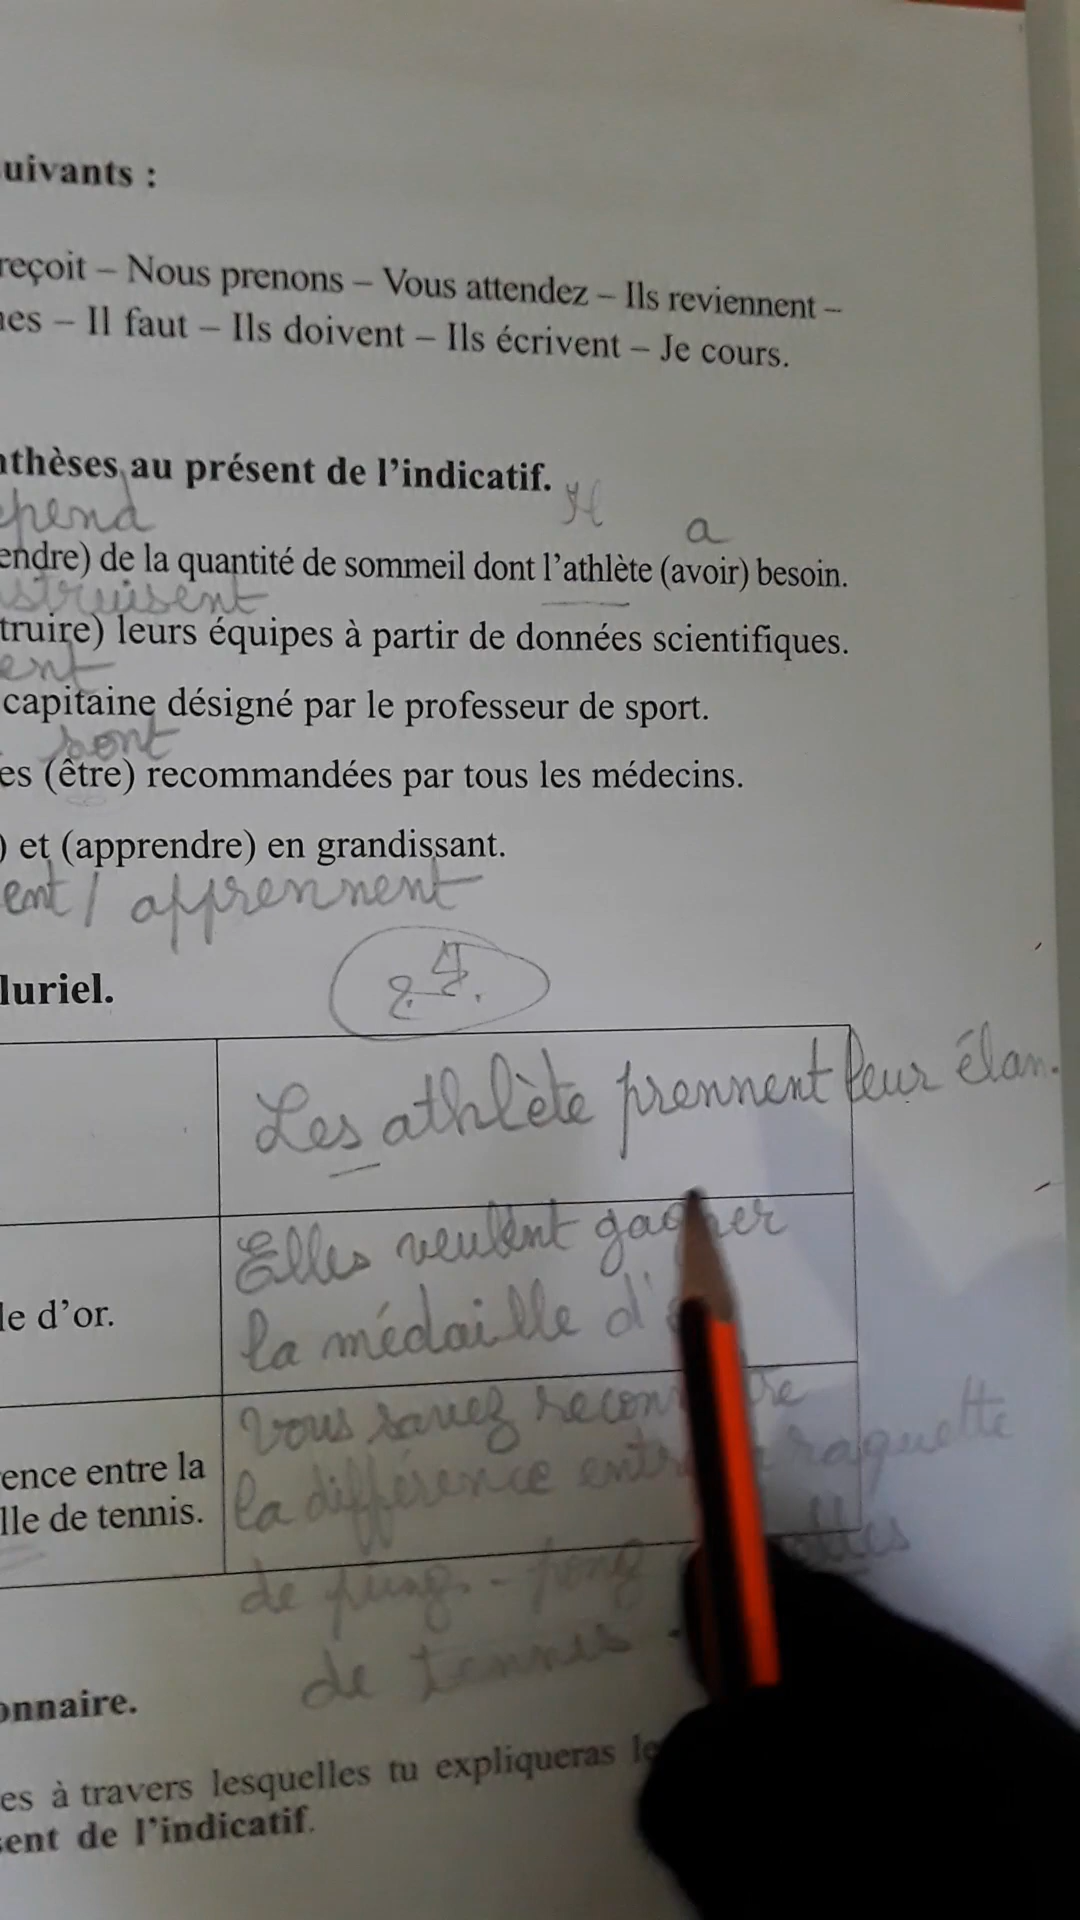 uivants :
reçoit – Nous prenons – Vous attendez – Ils reviennent –
nes – Il faut – Ils doivent – Ils écrivent – Je cours.
nthèses au présent de l'indicatif.
pend
a
endre) de la quantité de sommeil dont l'athlète (avoir) besoin.
struisent
truire) leurs équipes à partir de données scientifiques.
ent
capitaine désigné par le professeur de sport.
sont
es (être) recommandées par tous les médecins.
) et (apprendre) en grandissant.
ent / apprennent
luriel.
Les athlète prennent leur élan.
Elles veulent gagner
le d'or.
la médaille d'
Vous savez recon re
ence entre la
la différence entr raquette
lle de tennis.
de ping-pong
de tennis
onnaire.
es à travers lesquelles tu expliqueras le
sent de l'indicatif.